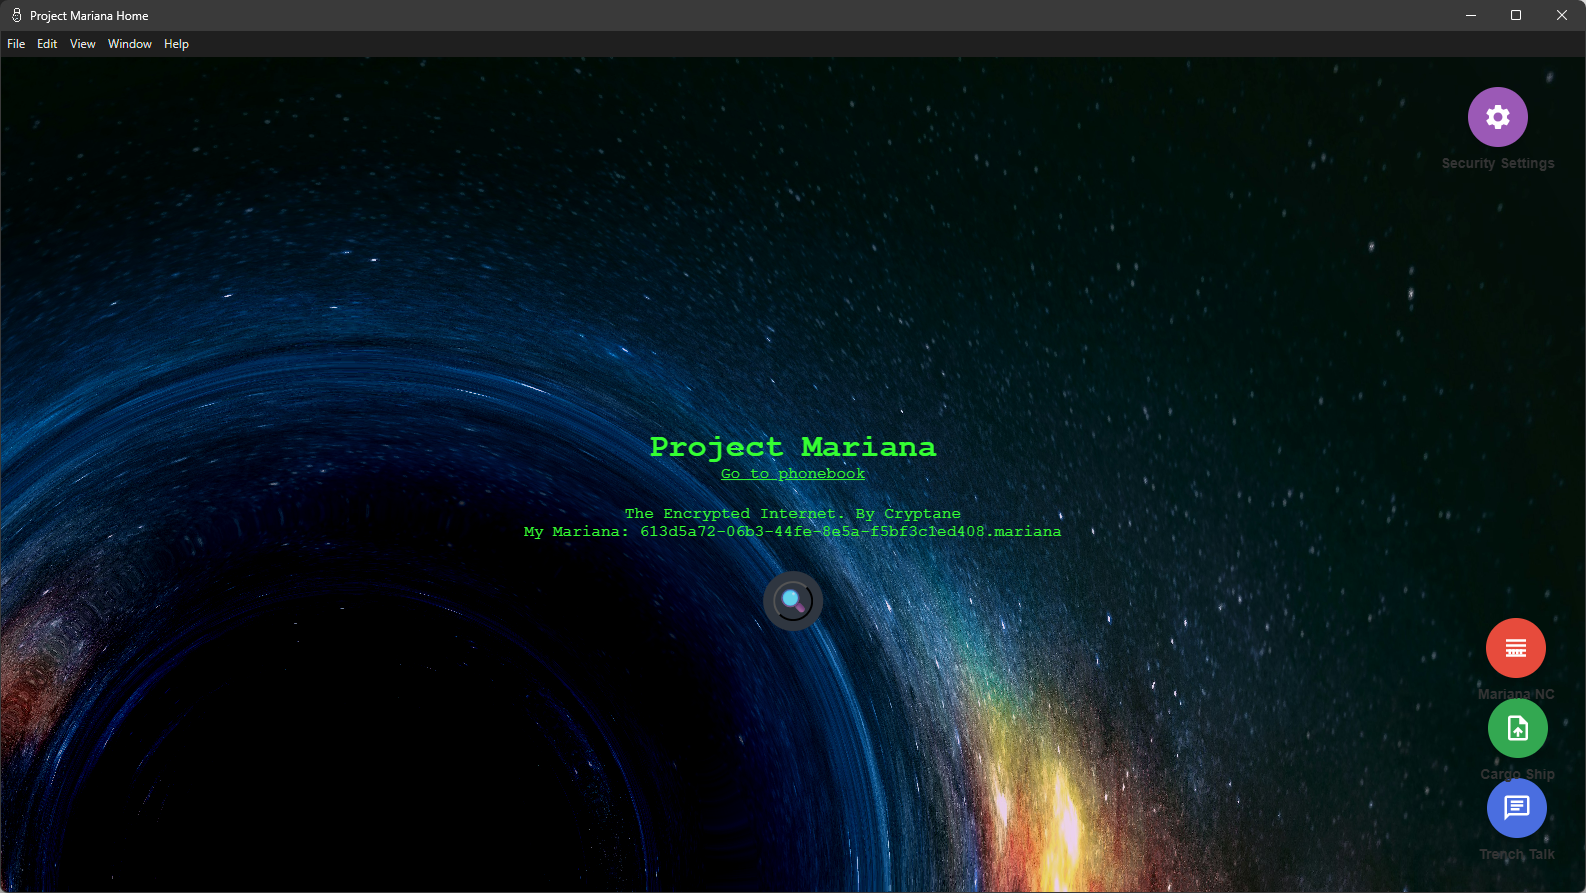 Project Mariana Home
File Edit View Window Help
Security Settings
Project Mariana
Go to phonebook
The Encrypted Internet. By Cryptane
My Mariana: 613d5a72-06b3-44fe-8e5a-f5bf3c1ed408.mariana
Mariana NC
Cargo Ship
Trench Talk